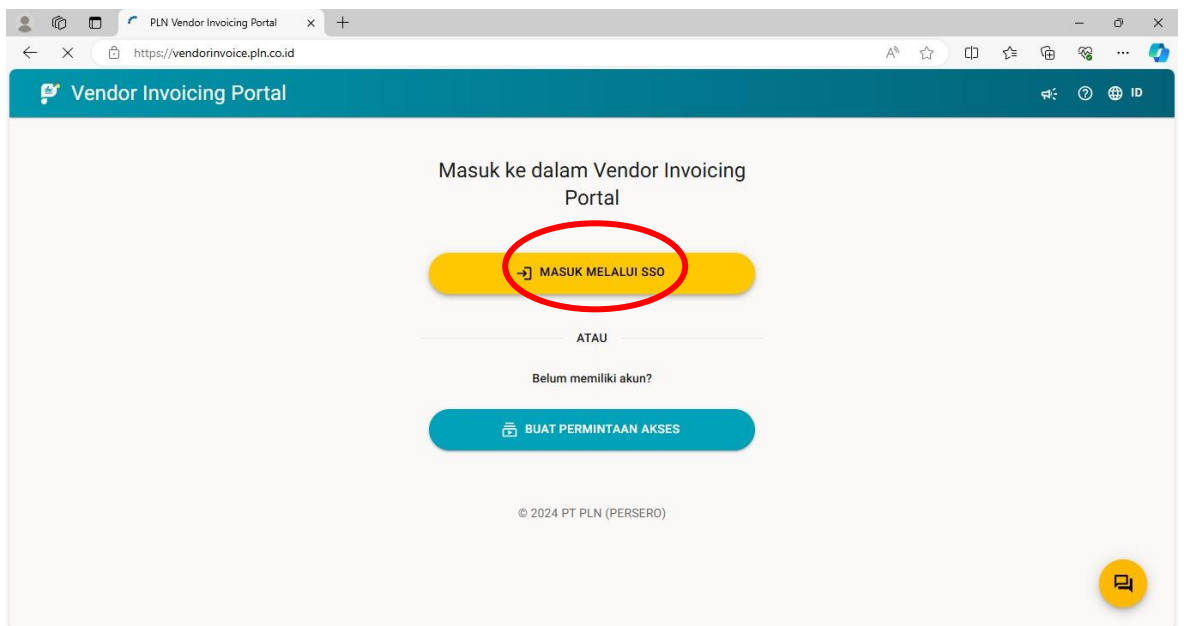 PLN Vendor Invoicing Portal
https://vendorinvoice.pln.co.id
Vendor Invoicing Portal
ID
Masuk ke dalam Vendor Invoicing
Portal
MASUK MELALUI SSO
ATAU
Belum memiliki akun?
BUAT PERMINTAAN AKSES
© 2024 PT PLN (PERSERO)